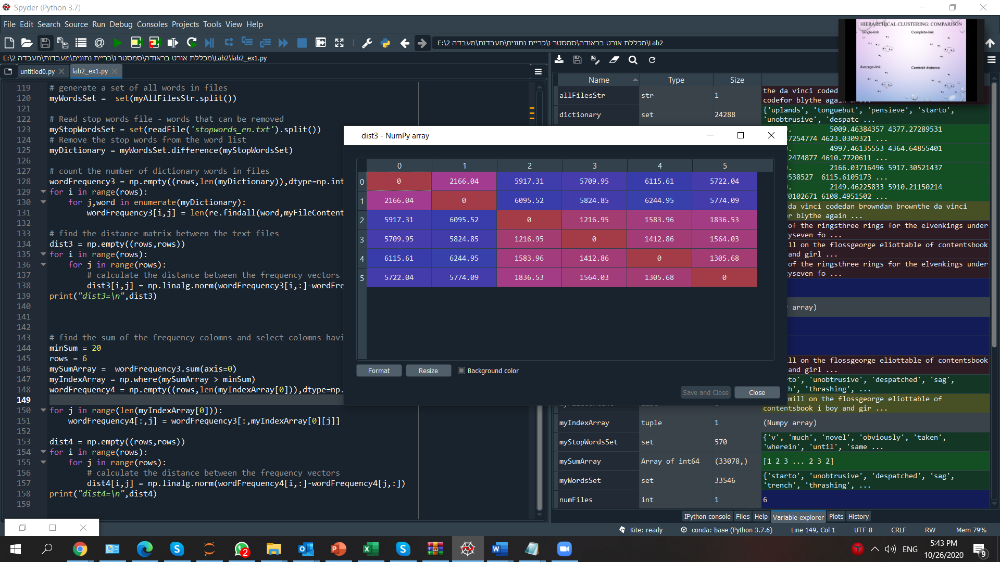 Spyder (Python 3.7)
File Edit Search Source Run Debug Consoles Projects Tools View Help
E:\מכללת אורט בראודה\סמסטר ו\כריית נתונים\מעבדות\מעבדה 2\Lab2
E:\מכללת אורט בראודה\סמסטר ו\כריית נתונים\מעבדות\מעבדה 2\Lab2\lab2_ex1.py
untitled0.py
lab2_ex1.py
119 # generate a set of all words in files
120 myWordsSet =  set(myAllFilesStr.split())
121
122 # Read stop words file - words that can be removed
123 myStopWordsSet = set(readFile('stopwords_en.txt').split())
124 # Remove the stop words from the word list
125 myDictionary = myWordsSet.difference(myStopWordsSet)
126
127 # count the number of dictionary words in files
128 wordFrequency3 = np.empty((rows,len(myDictionary)),dtype=np.int
129 for i in range(rows):
130     for j,word in enumerate(myDictionary):
131         wordFrequency3[i,j] = len(re.findall(word,myFileContent
132
133 # find the distance matrix between the text files
134 dist3 = np.empty((rows,rows))
135 for i in range(rows):
136     for j in range(rows):
137         # calculate the distance between the frequency vectors
138         dist3[i,j] = np.linalg.norm(wordFrequency3[i,:]-wordFre
139 print("dist3=\n",dist3)
140
141
142
143 # find the sum of the frequency colomns and select colomns havi
144 minSum = 20
145 rows = 6
146 mySumArray =  wordFrequency3.sum(axis=0)
147 myIndexArray = np.where(mySumArray > minSum)
148 wordFrequency4 = np.empty((rows,len(myIndexArray[0])),dtype=np.
149
150 for j in range(len(myIndexArray[0])):
151     wordFrequency4[:,j] = wordFrequency3[:,myIndexArray[0][j]]
152
153 dist4 = np.empty((rows,rows))
154 for i in range(rows):
155     for j in range(rows):
156         # calculate the distance between the frequency vectors
157         dist4[i,j] = np.linalg.norm(wordFrequency4[i,:]-wordFrequency4[j,:])
158 print("dist4=\n",dist4)
159
dist3 - NumPy array
0 1 2 3 4 5
0 0 2166.04 5917.31 5709.95 6115.61 5722.04
1 2166.04 0 6095.52 5824.85 6244.95 5774.09
2 5917.31 6095.52 0 1216.95 1583.96 1836.53
3 5709.95 5824.85 1216.95 0 1412.86 1564.03
4 6115.61 6244.95 1583.96 1412.86 0 1305.68
5 5722.04 5774.09 1836.53 1564.03 1305.68 0
Format Resize Background color
Save and Close Close
HIERARCHICAL CLUSTERING: COMPARISON
Single-link Complete-link
Average-link Centroid distance
Name Type Size
allFilesStr str 1 the da vinci coded
codefor blythe again
dictionary set 24288 {'uplands', 'tonguebut', 'pensieve', 'starto',
'unobtrusive', 'despatc ...
5009.46384357 4377.27289531
7254774 4623.0309321 ...
4997.46135553 4364.64855401
2474877 4610.7720611 ...
2166.03716496 5917.30521437
538527 6115.6105173 ...
2149.46225833 5910.21150214
0102671 6108.4951502 ...
da vinci codedan browndan brownthe da vinci
r blythe again ...
of the ringsthree rings for the elvenkings under
yseven fo ...
ll on the flossgeorge eliottable of contentsbook
and girl ...
of the ringsthree rings for the elvenkings under
yseven fo ...
array)
ll on the flossgeorge eliottable of contentsbook
and girl ...
to', 'unobtrusive', 'despatched', 'sag',
h', 'thrashing', ...
mill on the flossgeorge eliottable of
contentsbook i boy and gir ...
myIndexArray tuple 1 (Numpy array)
myStopWordsSet set 570 {'v', 'much', 'novel', 'obviously', 'taken',
'wherein', 'until', 'same ...
mySumArray Array of int64 (33078,) [1 2 3 ... 2 3 2]
myWordsSet set 33546 {'starto', 'unobtrusive', 'despatched', 'sag',
'trench', 'thrashing', ...
numFiles int 1 6
IPython console Files Help Variable explorer Plots History
Kite: ready conda: base (Python 3.7.6) Line 149, Col 1 UTF-8 CRLF RW Mem 79%
2
ENG
5:43 PM
10/26/2020
9